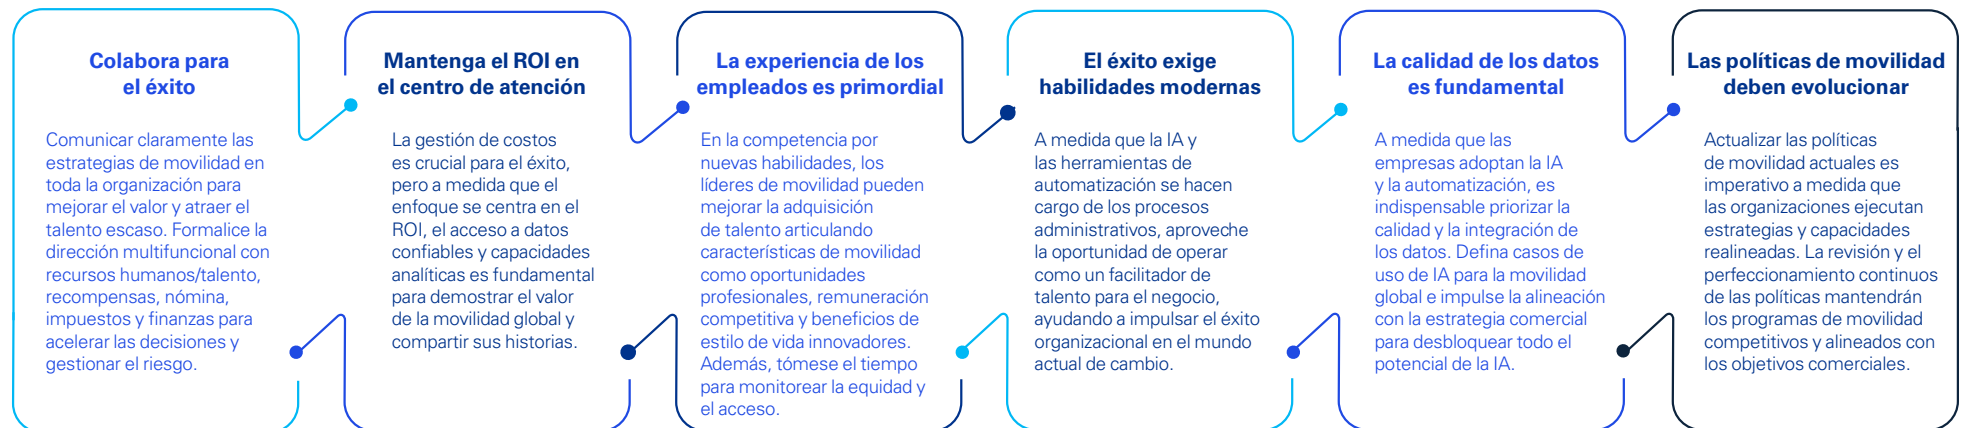 Colabora para
el éxito
Comunicar claramente las
estrategias de movilidad en
toda la organización para
mejorar el valor y atraer el
talento escaso. Formalice la
dirección multifuncional con
recursos humanos/talento,
recompensas, nómina,
impuestos y finanzas para
acelerar las decisiones y
gestionar el riesgo.
Mantenga el ROI en
el centro de atención
La gestión de costos
es crucial para el éxito,
pero a medida que el
enfoque se centra en el
ROI, el acceso a datos
confiables y capacidades
analíticas es fundamental
para demostrar el valor
de la movilidad global y
compartir sus historias.
La experiencia de los
empleados es primordial
En la competencia por
nuevas habilidades, los
líderes de movilidad pueden
mejorar la adquisición
de talento articulando
características de movilidad
como oportunidades
profesionales, remuneración
competitiva y beneficios de
estilo de vida innovadores.
Además, tómese el tiempo
para monitorear la equidad y
el acceso.
El éxito exige
habilidades modernas
A medida que la IA y
las herramientas de
automatización se hacen
cargo de los procesos
administrativos, aproveche
la oportunidad de operar
como un facilitador de
talento para el negocio,
ayudando a impulsar el éxito
organizacional en el mundo
actual de cambio.
La calidad de los datos
es fundamental
A medida que las
empresas adoptan la IA
y la automatización, es
indispensable priorizar la
calidad y la integración de
los datos. Defina casos de
uso de IA para la movilidad
global e impulse la alineación
con la estrategia comercial
para desbloquear todo el
potencial de la IA.
Las políticas de movilidad
deben evolucionar
Actualizar las políticas
de movilidad actuales es
imperativo a medida que
las organizaciones ejecutan
estrategias y capacidades
realineadas. La revisión y el
perfeccionamiento continuos
de las políticas mantendrán
los programas de movilidad
competitivos y alineados con
los objetivos comerciales.